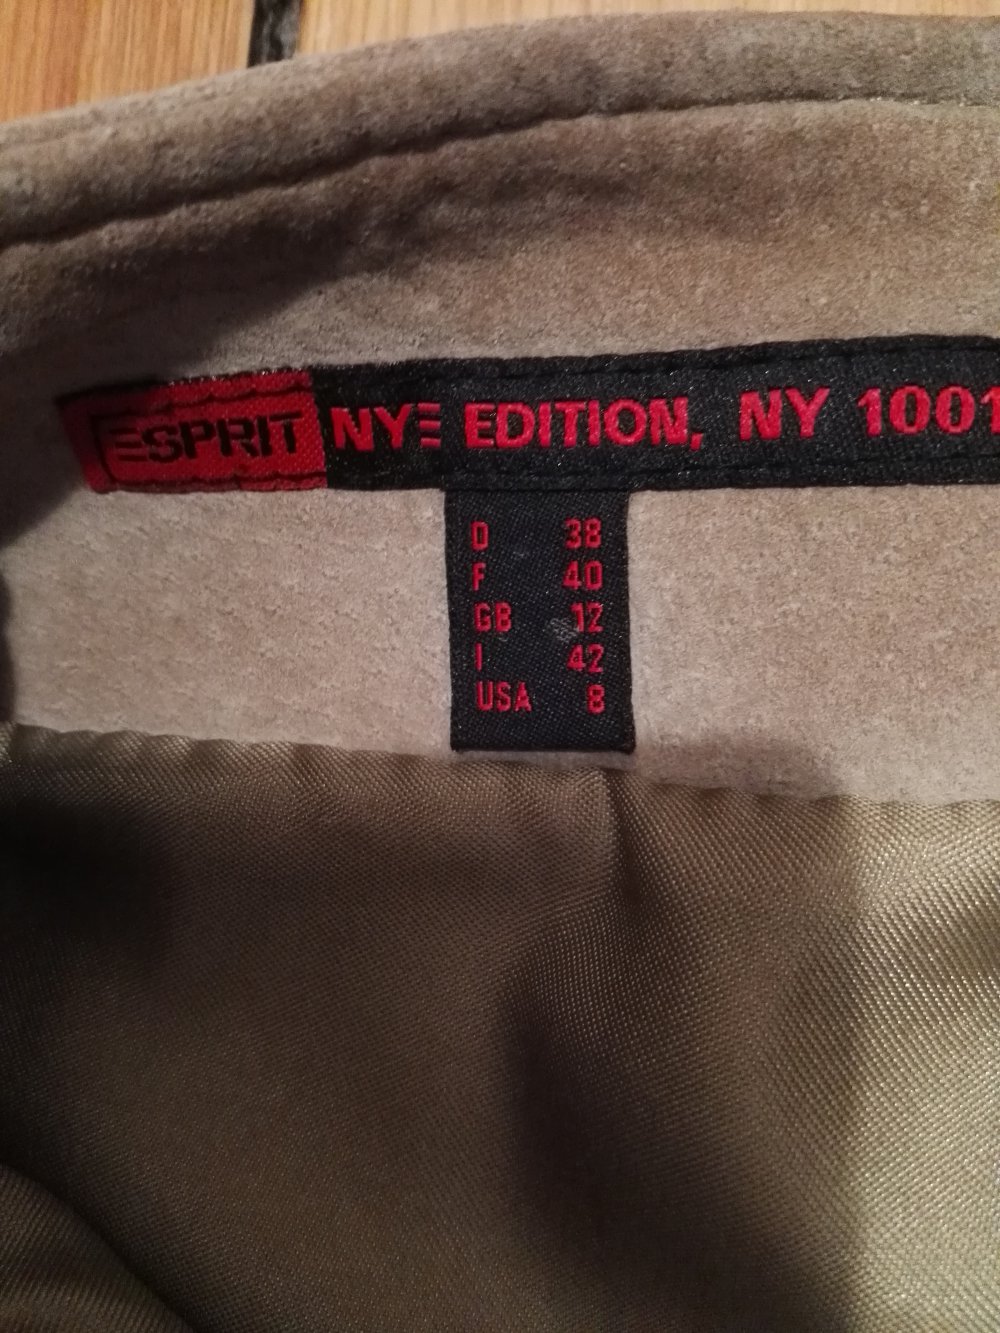 ESPRIT NYE EDITION, NY 1001
D 38
F 40
GB 12
I 42
USA 8